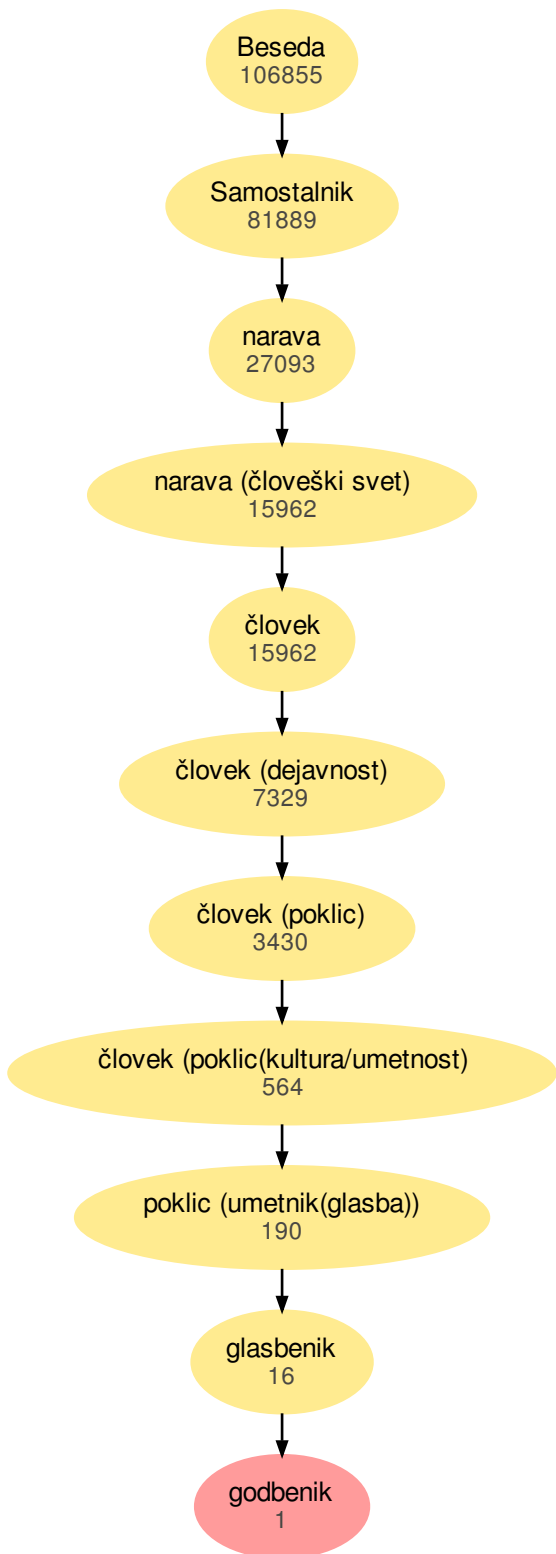 Beseda
106855
Samostalnik
81889
narava
27093
narava (človeški svet)
15962
človek
15962
človek (dejavnost)
7329
človek (poklic)
3430
človek (poklic(kultura/umetnost)
564
poklic (umetnik(glasba))
190
glasbenik
16
godbenik
1